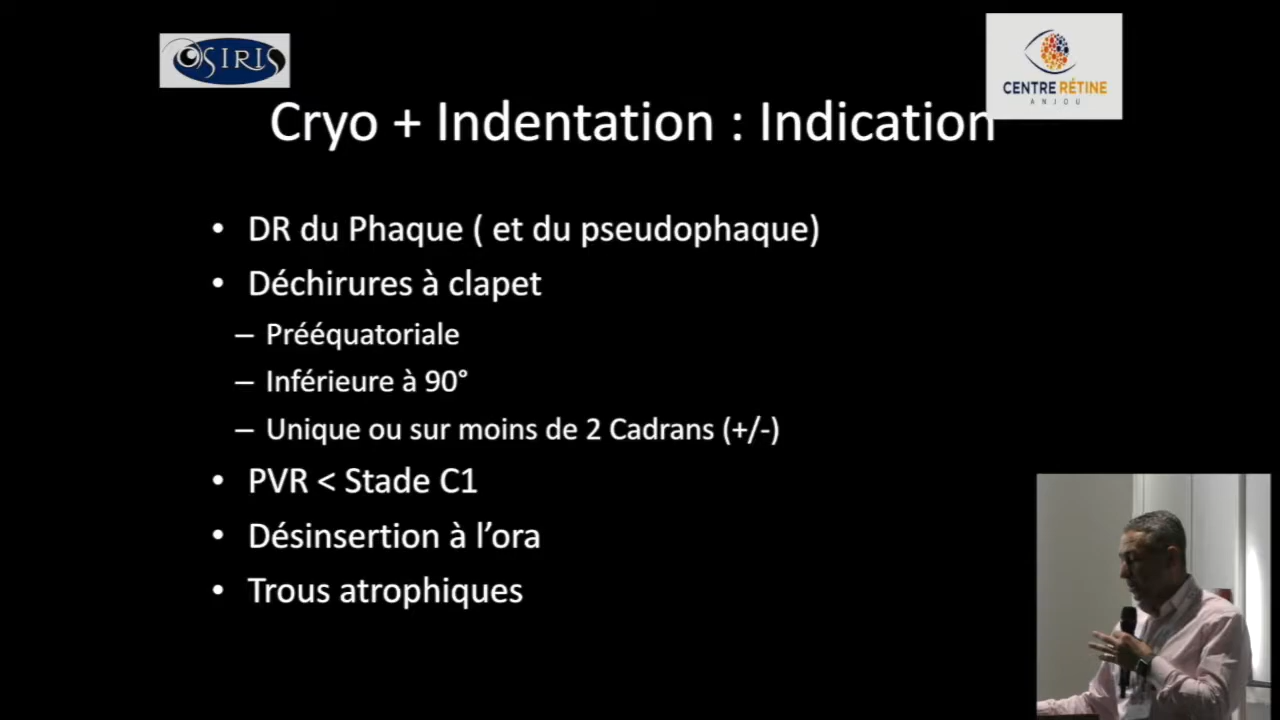 OSIRIS
CENTRE RÉTINE
ANJOU
Cryo + Indentation : Indication
• DR du Phaque ( et du pseudophaque)
• Déchirures à clapet
– Prééquatoriale
– Inférieure à 90°
– Unique ou sur moins de 2 Cadrans (+/-)
• PVR < Stade C1
• Désinsertion à l’ora
• Trous atrophiques